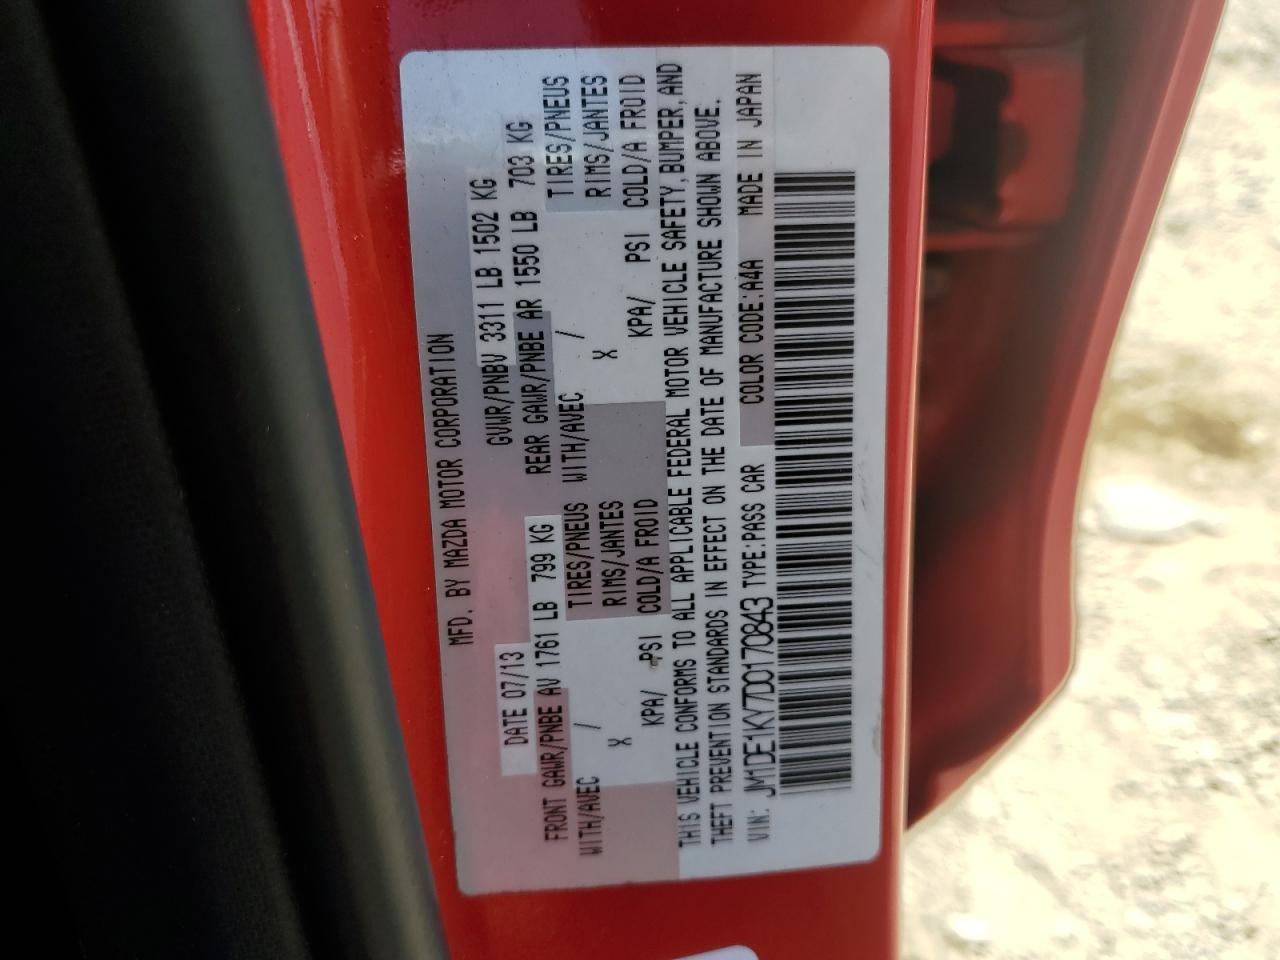 MFD. BY MAZDA MOTOR CORPORATION
DATE 07/13 GVWR/PNBV 3311 LB 1502 KG
FRONT GAWR/PNBE AV 1761 LB 799 KG REAR GAWR/PNBE AR 1550 LB 703 KG
WITH/AVEC / TIRES/PNEUS WITH/AVEC / TIRES/PNEUS
X RIMS/JANTES X RIMS/JANTES
KPA/ PSI COLD/A FROID KPA/ PSI COLD/A FROID
THIS VEHICLE CONFORMS TO ALL APPLICABLE FEDERAL MOTOR VEHICLE SAFETY, BUMPER, AND
THEFT PREVENTION STANDARDS IN EFFECT ON THE DATE OF MANUFACTURE SHOWN ABOVE.
VIN: JM1DE1KY7D0170843 TYPE:PASS CAR COLOR CODE:A4A MADE IN JAPAN